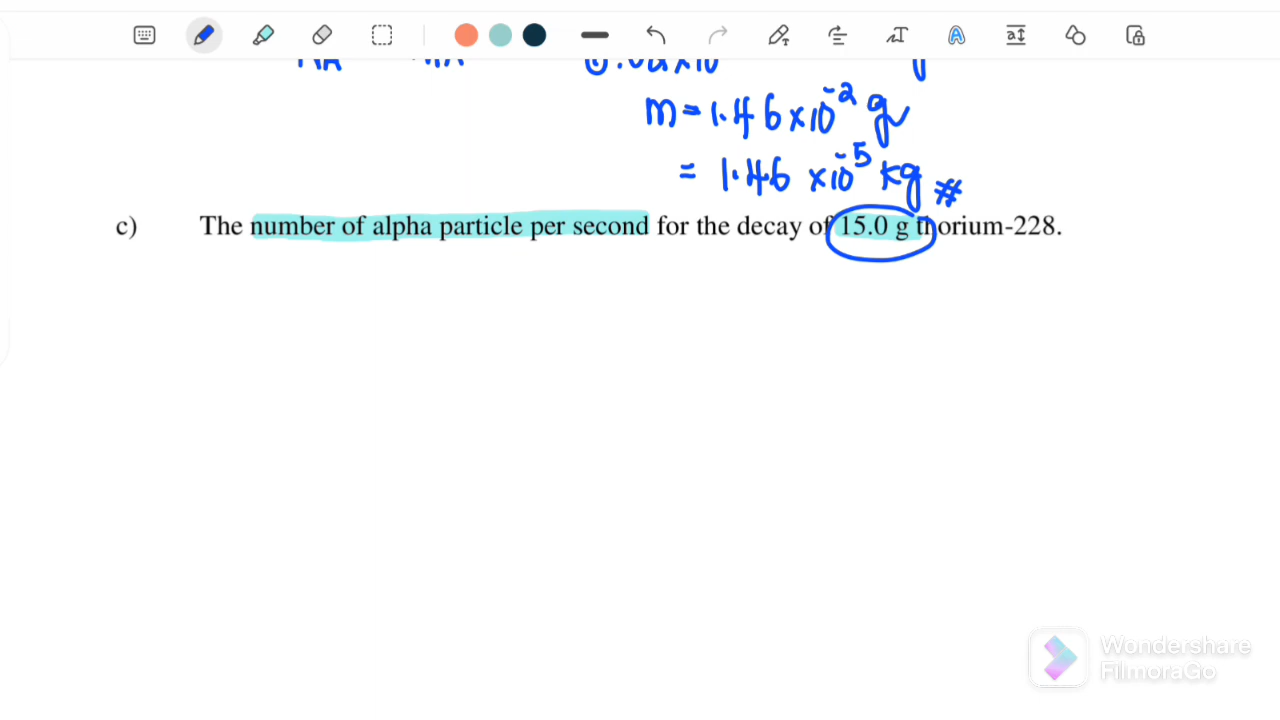 m = 1.46 x 10⁻² g
= 1.46 x 10⁻⁵ kg #
c) The number of alpha particle per second for the decay of 15.0 g thorium-228.
Wondershare
FilmoraGo